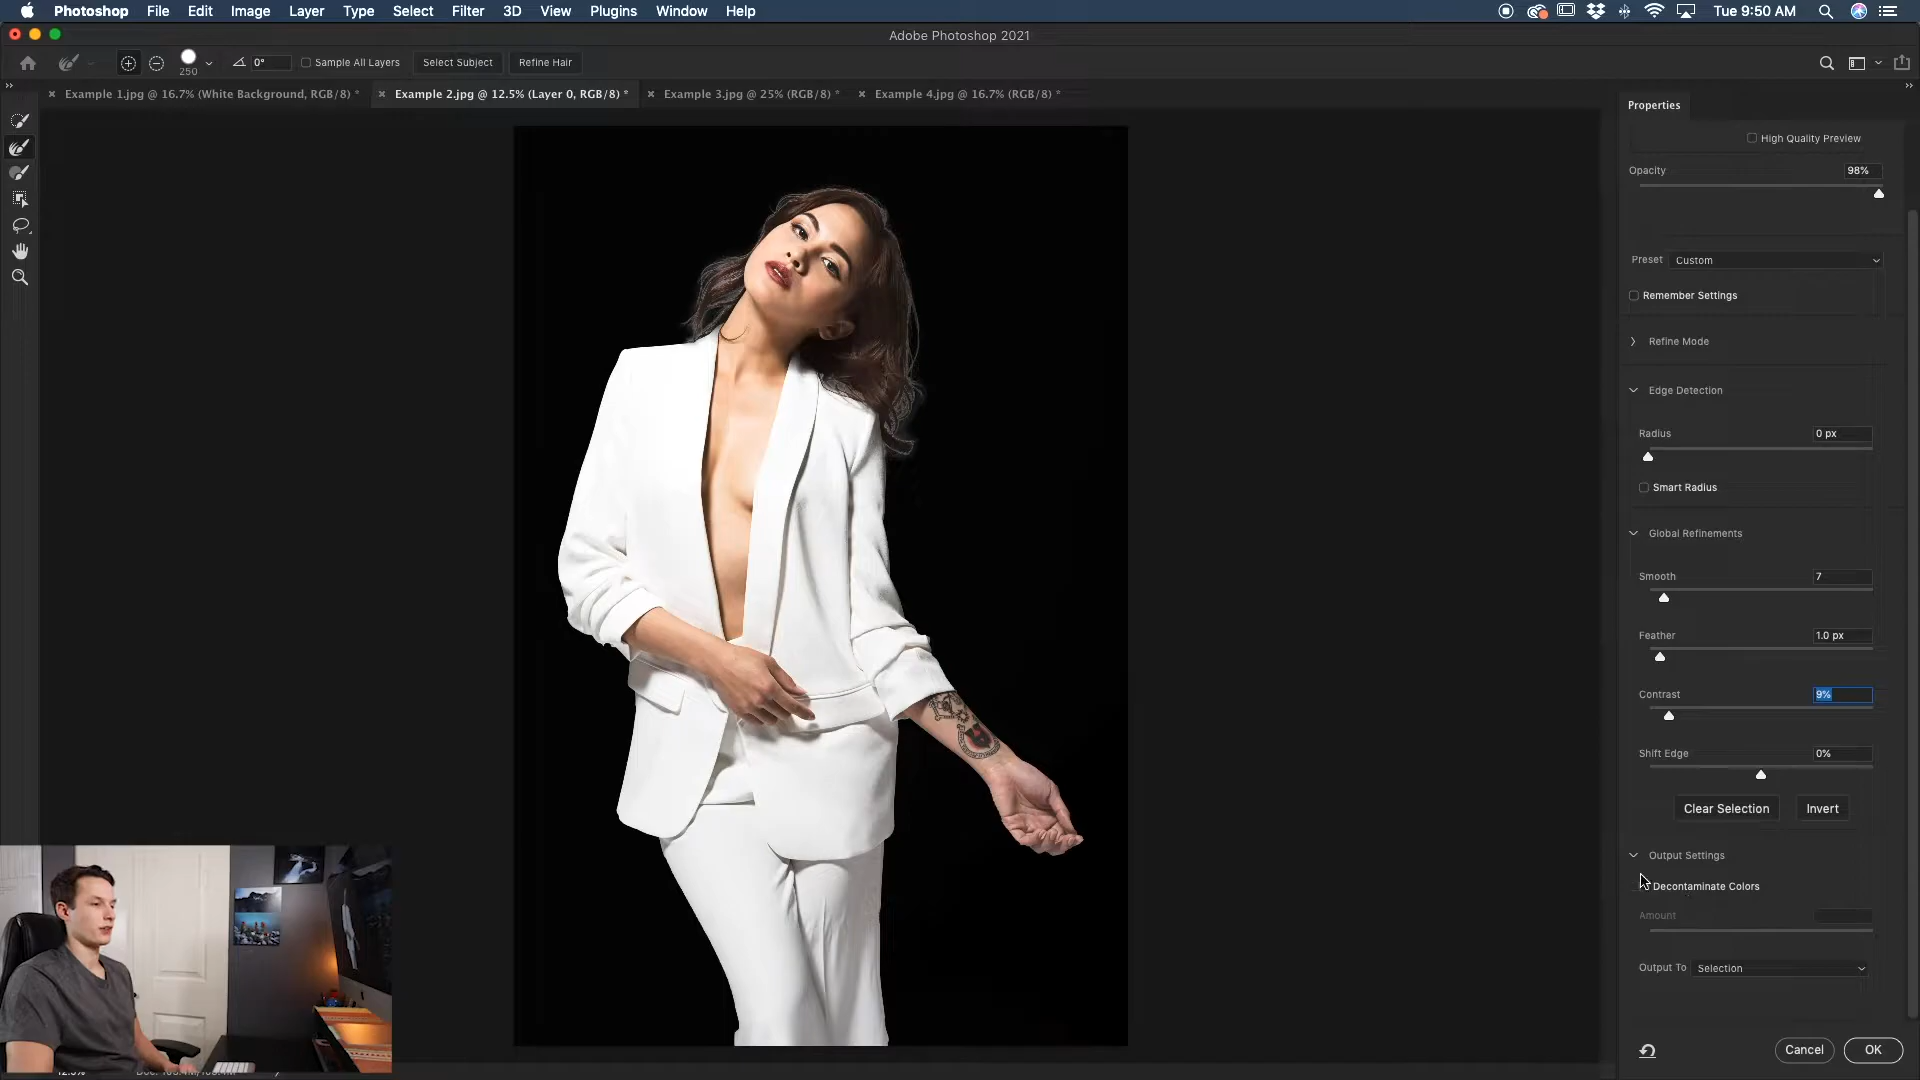 Photoshop File Edit Image Layer Type Select Filter 3D View Plugins Window Help Tue 9:50 AM
Adobe Photoshop 2021
250 0° Sample All Layers Select Subject Refine Hair
Example 1.jpg @ 16.7% (White Background, RGB/8) * Example 2.jpg @ 12.5% (Layer 0, RGB/8) * Example 3.jpg @ 25% (RGB/8) * Example 4.jpg @ 16.7% (RGB/8) *
Properties
High Quality Preview
Opacity 98%
Preset Custom
Remember Settings
Refine Mode
Edge Detection
Radius 0 px
Smart Radius
Global Refinements
Smooth 7
Feather 1.0 px
Contrast 9%
Shift Edge 0%
Clear Selection Invert
Output Settings
Decontaminate Colors
Amount
Output To Selection
Cancel OK